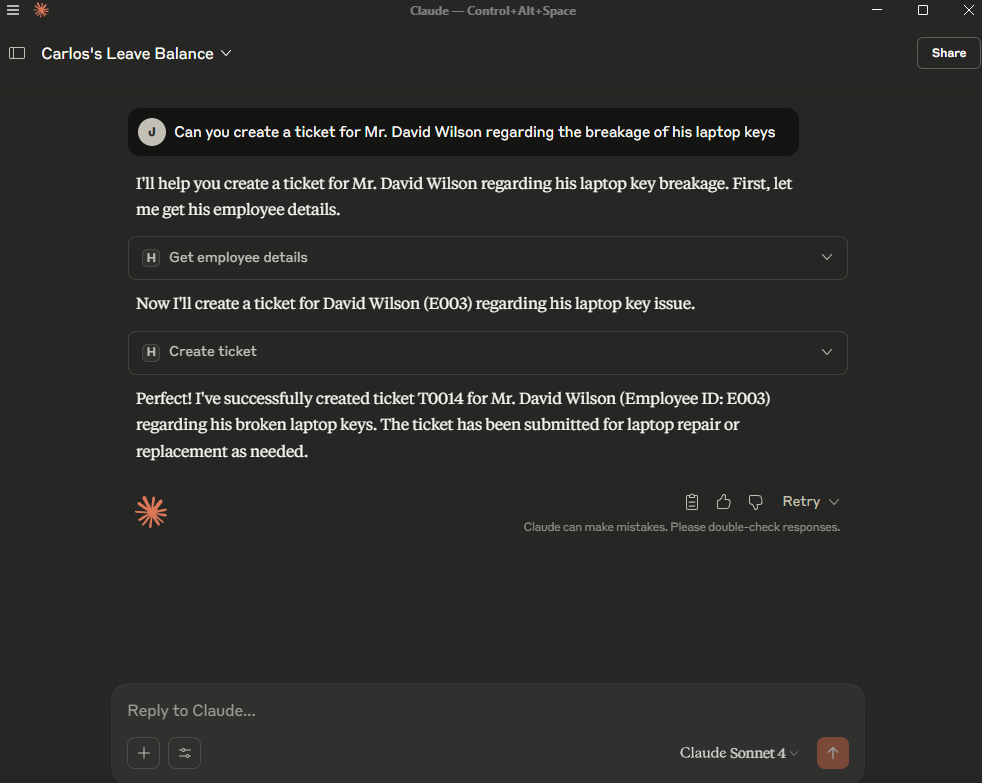 Claude — Control+Alt+Space
Carlos's Leave Balance
Share
J
Can you create a ticket for Mr. David Wilson regarding the breakage of his laptop keys
I'll help you create a ticket for Mr. David Wilson regarding his laptop key breakage. First, let
me get his employee details.
H Get employee details
Now I'll create a ticket for David Wilson (E003) regarding his laptop key issue.
H Create ticket
Perfect! I've successfully created ticket T0014 for Mr. David Wilson (Employee ID: E003)
regarding his broken laptop keys. The ticket has been submitted for laptop repair or
replacement as needed.
Retry
Claude can make mistakes. Please double-check responses.
Reply to Claude...
Claude Sonnet 4